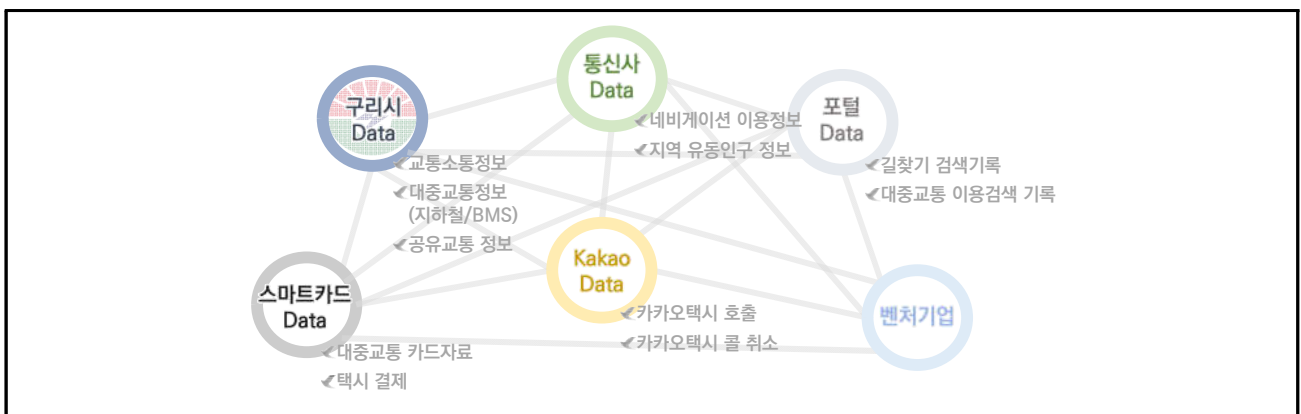 통신사
Data
구리시
Data
포털
Data
✔네비게이션 이용정보
✔지역 유동인구 정보
✔교통소통정보
✔대중교통정보
(지하철/BMS)
✔공유교통 정보
✔길찾기 검색기록
✔대중교통 이용검색 기록
Kakao
Data
스마트카드
Data
벤처기업
✔카카오택시 호출
✔카카오택시 콜 취소
✔대중교통 카드자료
✔택시 결제